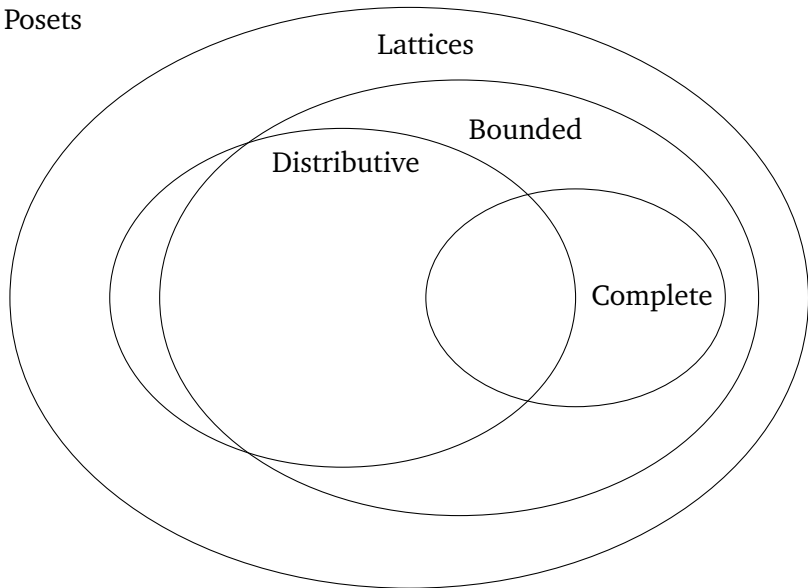 Posets
Lattices
Bounded
Distributive
Complete